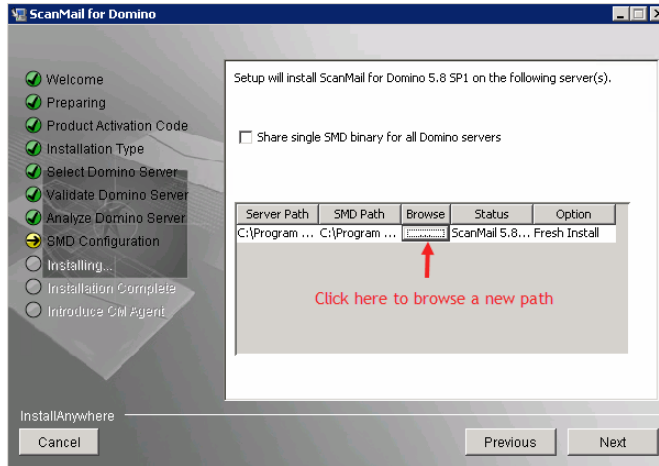 ScanMail for Domino
Welcome
Preparing
Product Activation Code
Installation Type
Select Domino Server
Validate Domino Server
Analyze Domino Server
SMD Configuration
Installing...
Installation Complete
Introduce CM Agent
Setup will install ScanMail for Domino 5.8 SP1 on the following server(s).
Share single SMD binary for all Domino servers
Server Path SMD Path Browse Status Option
C:\Program ... C:\Program ... ......... ScanMail 5.8... Fresh Install
Click here to browse a new path
InstallAnywhere
Cancel Previous Next